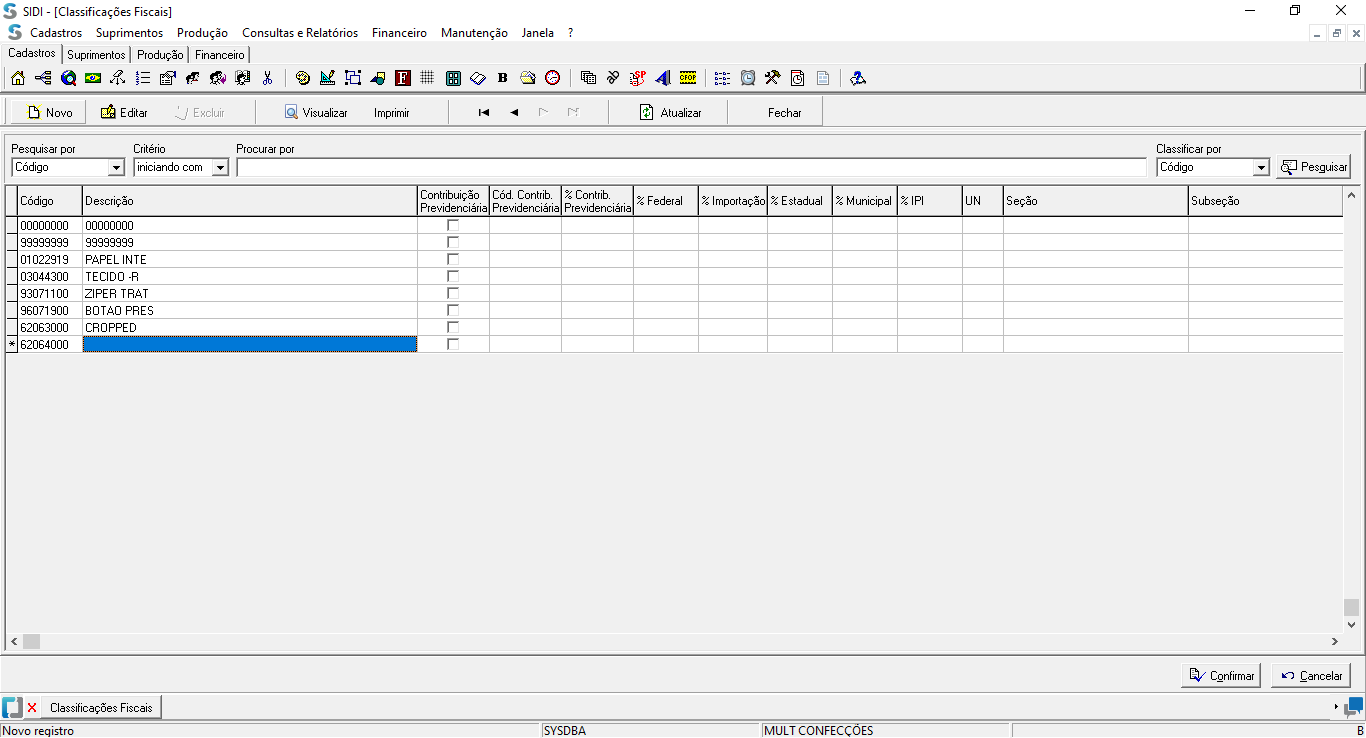 SIDI - [Classificações Fiscais]
Cadastros Suprimentos Produção Consultas e Relatórios Financeiro Manutenção Janela ?
Cadastros Suprimentos Produção Financeiro
F B SP CFOP
Novo Editar Excluir Visualizar Imprimir Atualizar Fechar
Pesquisar por Critério Procurar por Classificar por
Código iniciando com Código Pesquisar
Código Descrição Contribuição Previdenciária Cód. Contrib. Previdenciária % Contrib. Previdenciária % Federal % Importação % Estadual % Municipal % IPI UN Seção Subseção
00000000 00000000
99999999 99999999
01022919 PAPEL INTE
03044300 TECIDO -R
93071100 ZIPER TRAT
96071900 BOTAO PRES
62063000 CROPPED
* 62064000
Confirmar Cancelar
Classificações Fiscais
Novo registro SYSDBA MULT CONFECÇÕES B